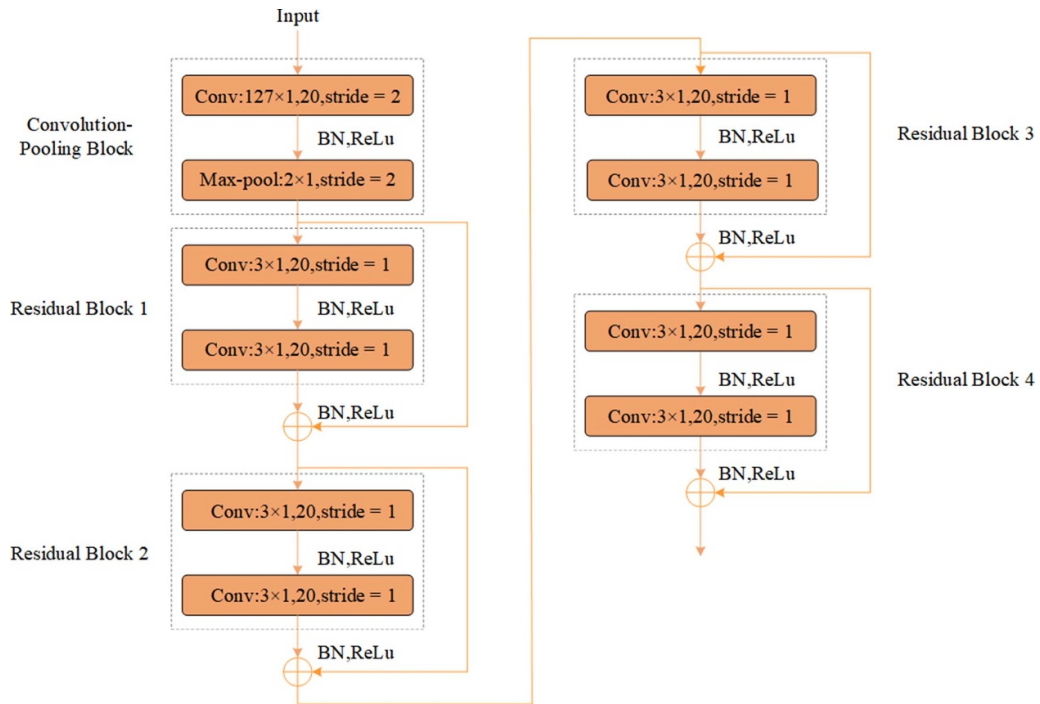 Input
Conv:127×1,20,stride = 2
Convolution-
Pooling Block
BN,ReLu
Max-pool:2×1,stride = 2
Conv:3×1,20,stride = 1
Residual Block 1
BN,ReLu
Conv:3×1,20,stride = 1
BN,ReLu
Conv:3×1,20,stride = 1
Residual Block 2
BN,ReLu
Conv:3×1,20,stride = 1
BN,ReLu
Conv:3×1,20,stride = 1
Residual Block 3
BN,ReLu
Conv:3×1,20,stride = 1
BN,ReLu
Conv:3×1,20,stride = 1
Residual Block 4
BN,ReLu
Conv:3×1,20,stride = 1
BN,ReLu